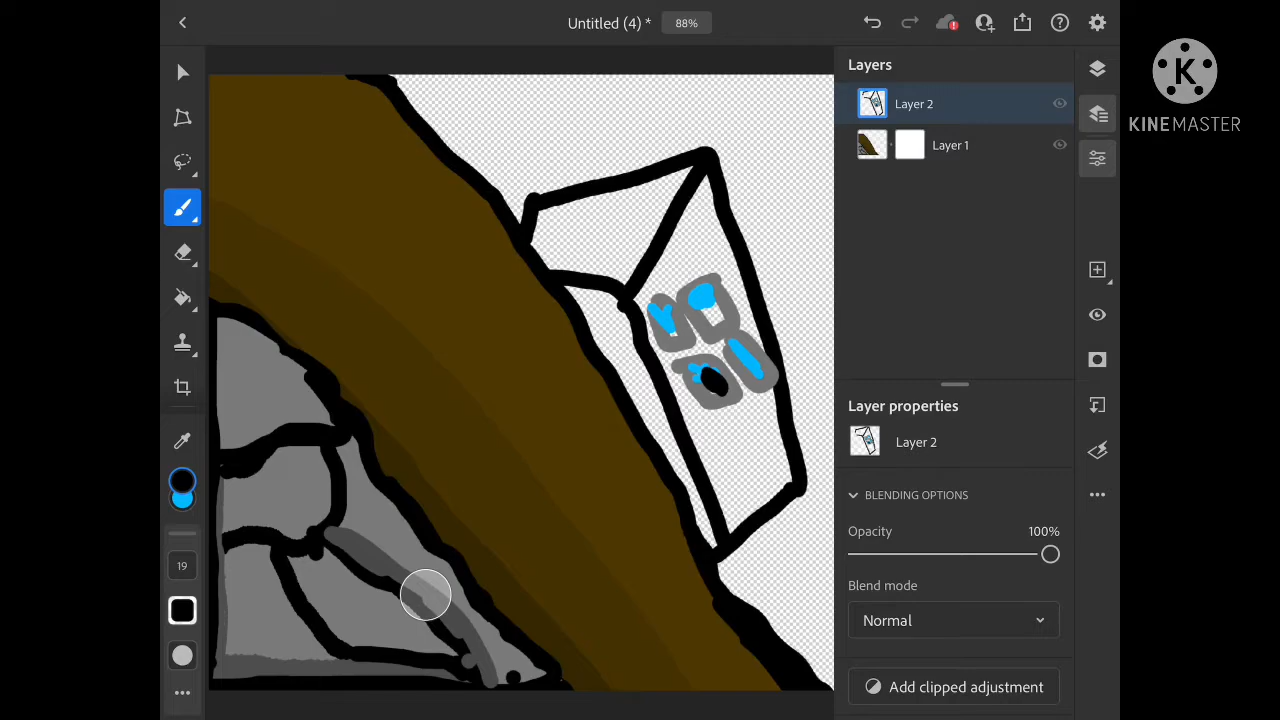 Untitled (4) *
88%
Layers
Layer 2
Layer 1
Layer properties
Layer 2
BLENDING OPTIONS
Opacity
100%
Blend mode
Normal
Add clipped adjustment
19
K
KINEMASTER